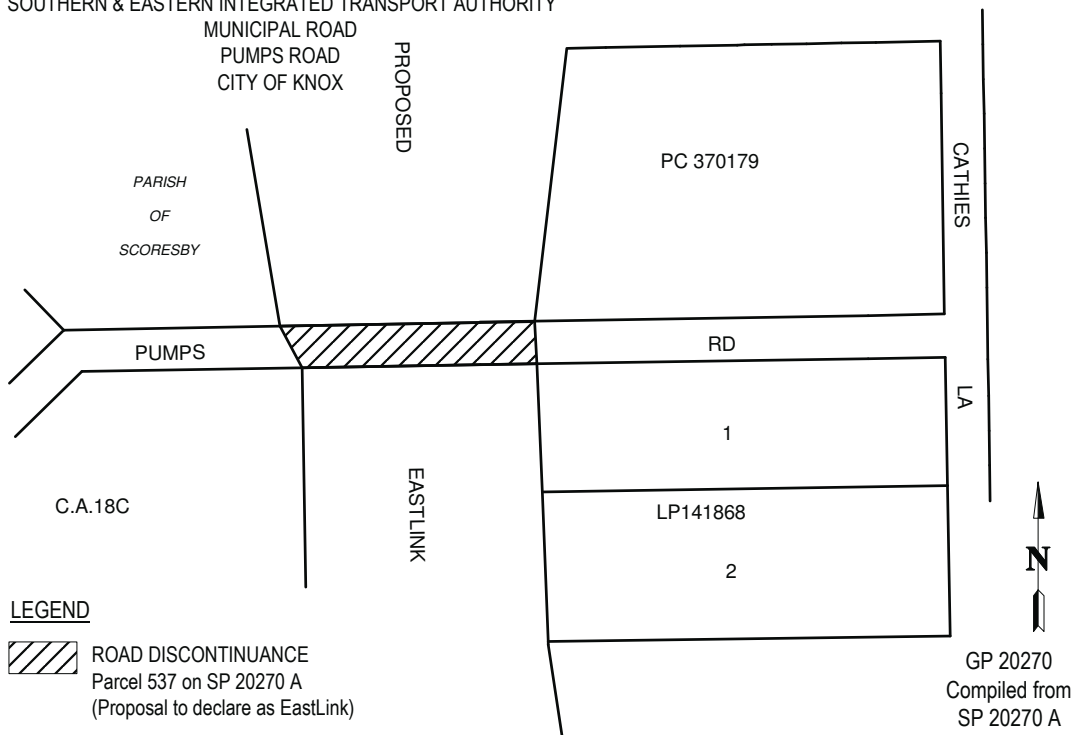 SOUTHERN & EASTERN INTEGRATED TRANSPORT AUTHORITY
MUNICIPAL ROAD
PUMPS ROAD
CITY OF KNOX
PROPOSED
PC 370179
CATHIES
PARISH
OF
SCORESBY
PUMPS
RD
LA
1
EASTLINK
C.A.18C
LP141868
2
N
LEGEND
ROAD DISCONTINUANCE
Parcel 537 on SP 20270 A
(Proposal to declare as EastLink)
GP 20270
Compiled from
SP 20270 A